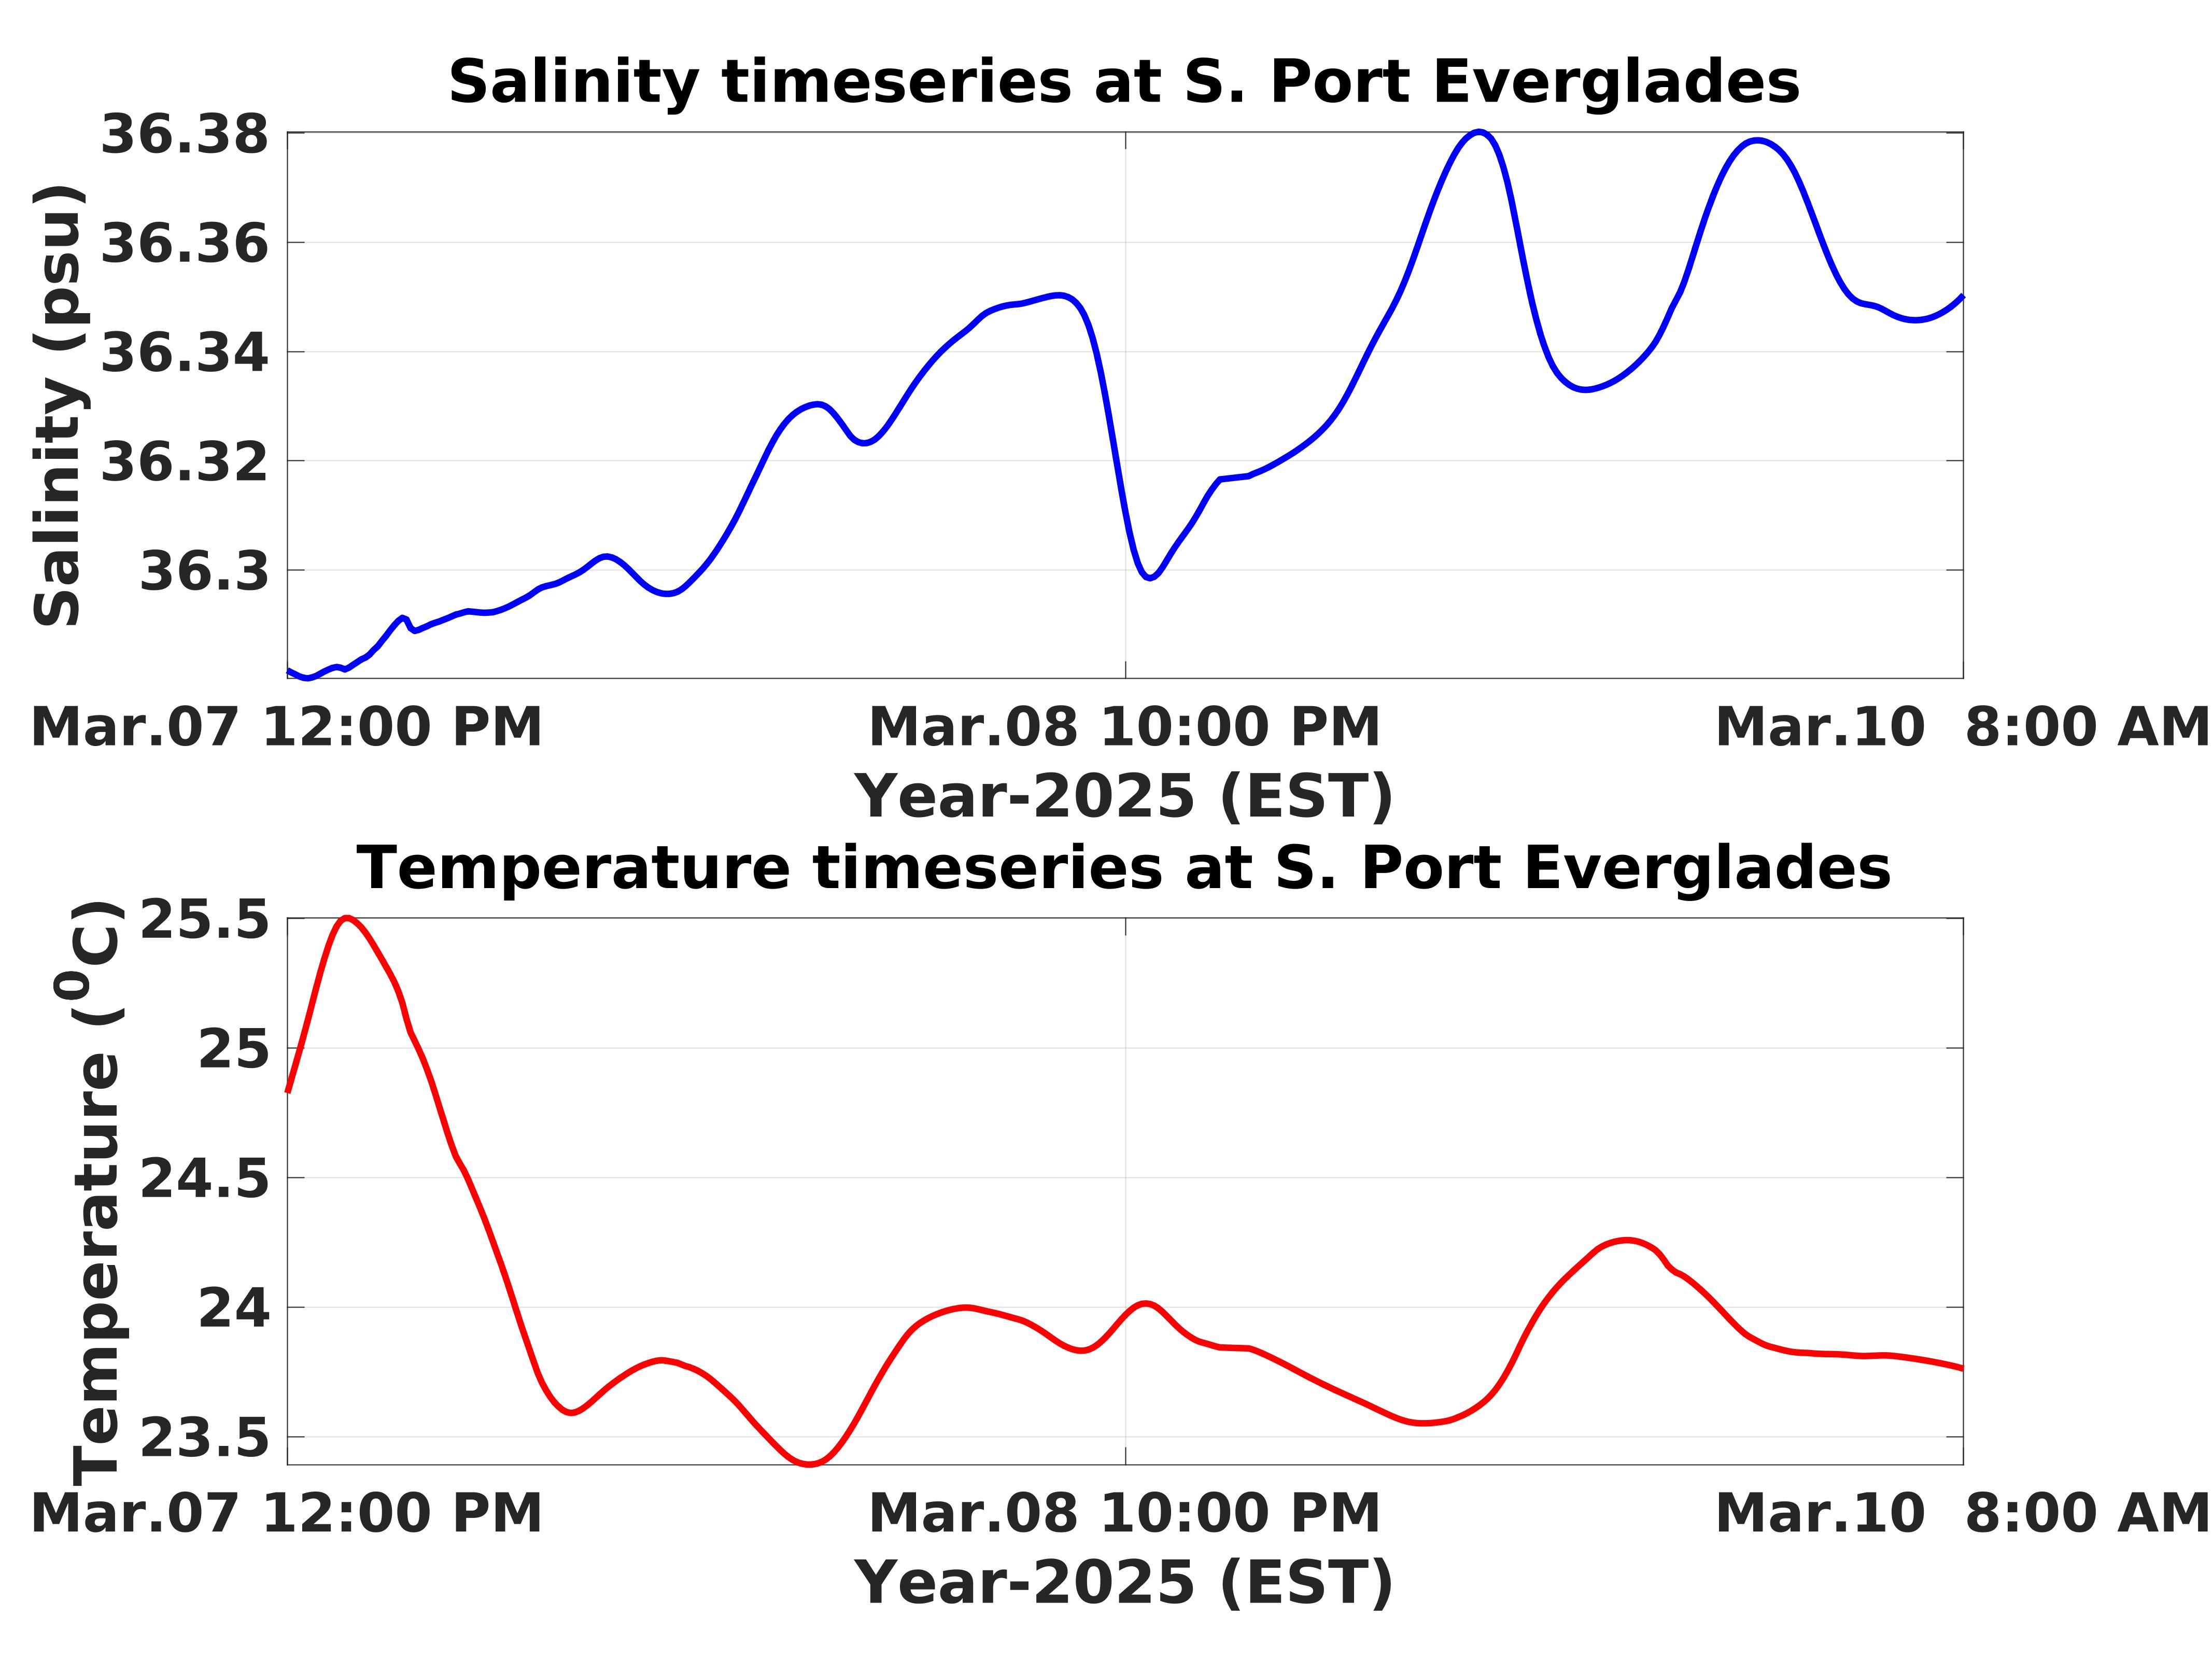 Salinity timeseries at S. Port Everglades
Salinity (psu)
36.38
36.36
36.34
36.32
36.3
Mar.07 12:00 PM Mar.08 10:00 PM Mar.10  8:00 AM
Year-2025 (EST)
Temperature timeseries at S. Port Everglades
Temperature (⁰C)
25.5
25
24.5
24
23.5
Mar.07 12:00 PM Mar.08 10:00 PM Mar.10  8:00 AM
Year-2025 (EST)